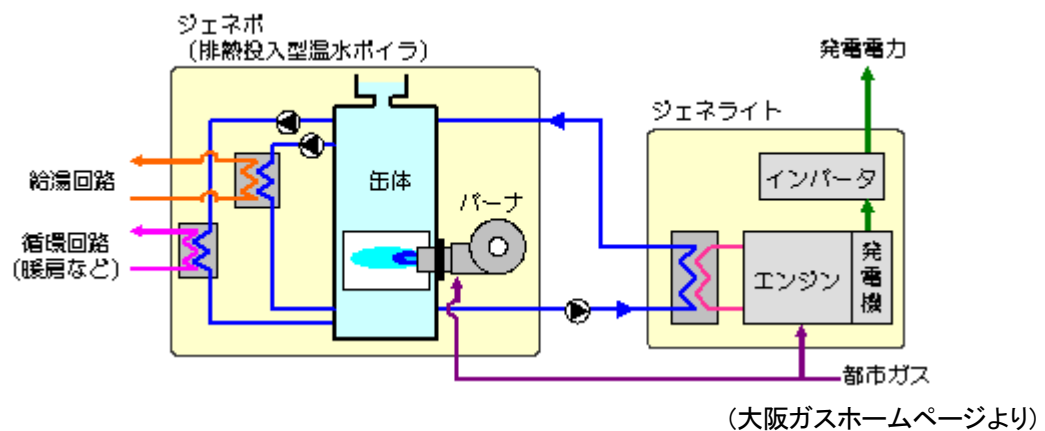 ジェネボ
(排熱投入型温水ボイラ)
発電電力
ジェネライト
給湯回路
缶体
バーナ
インバータ
循環回路
(暖房など)
エンジン
発電機
都市ガス
(大阪ガスホームページより)